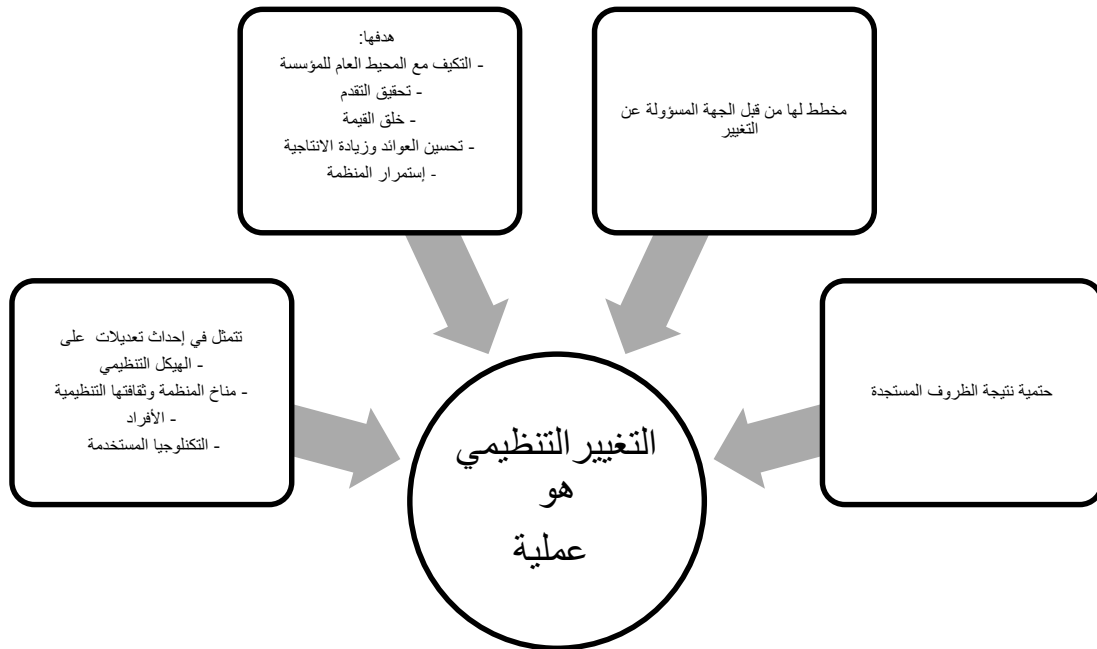 هدفها:
- التكيف مع المحيط العام للمؤسسة
- تحقيق التقدم
- خلق القيمة
- تحسين العوائد وزيادة الانتاجية
- إستمرار المنظمة
مخطط لها من قبل الجهة المسؤولة عن
التغيير
تتمثل في إحداث تعديلات على
- الهيكل التنظيمي
- مناخ المنظمة وثقافتها التنظيمية
- الأفراد
- التكنلوجيا المستخدمة
حتمية نتيجة الظروف المستجدة
التغيير التنظيمي
هو
عملية